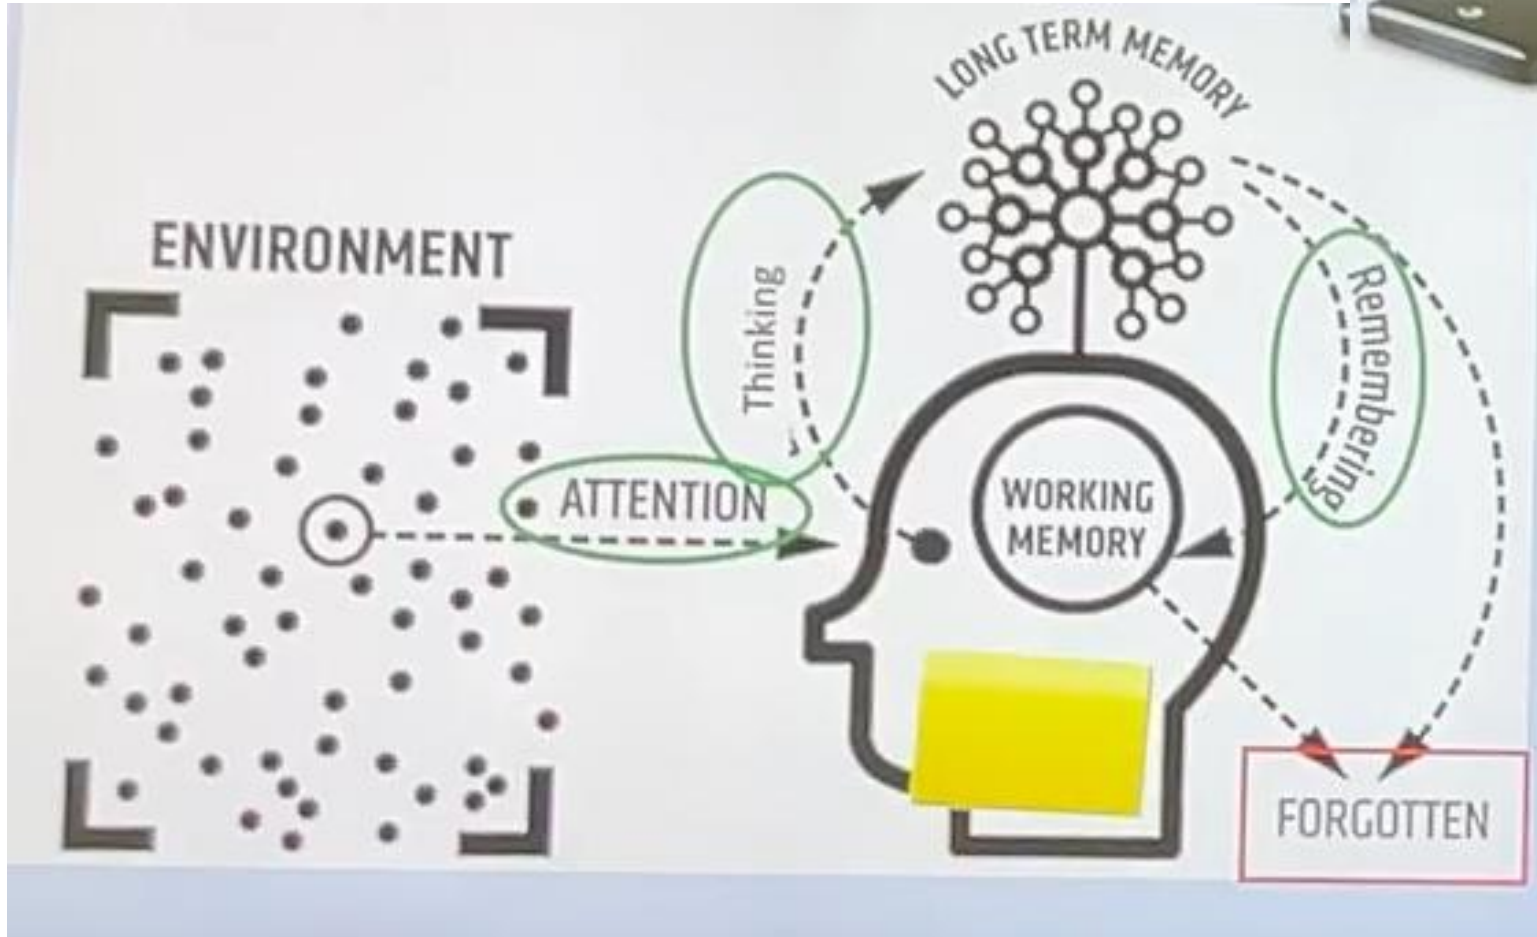 LONG TERM MEMORY
ENVIRONMENT
Thinking
Remembering
ATTENTION
WORKING
MEMORY
FORGOTTEN